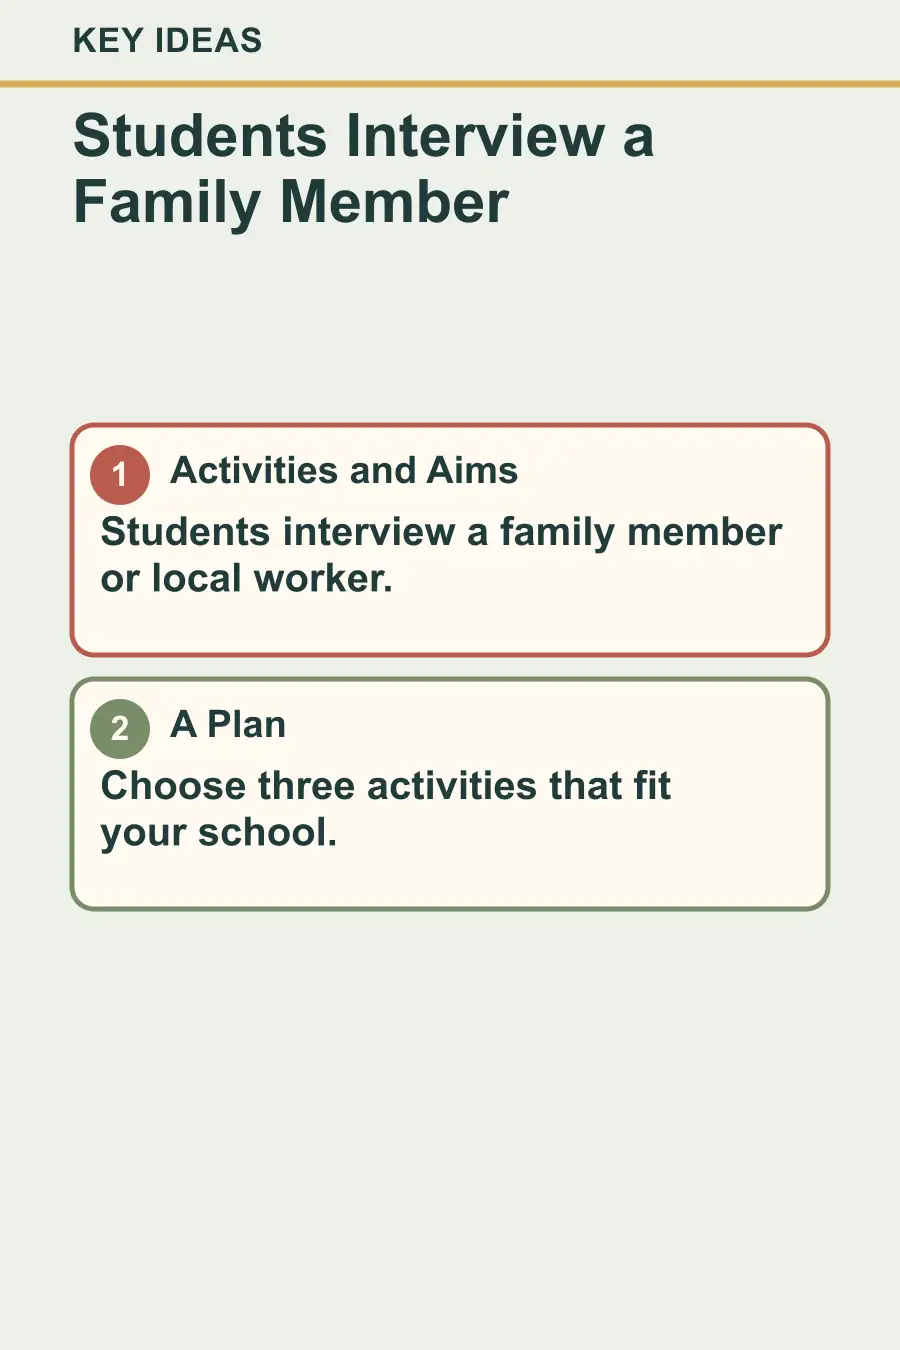 KEY IDEAS
Students Interview a
Family Member
1 Activities and Aims
Students interview a family member
or local worker.
2 A Plan
Choose three activities that fit
your school.